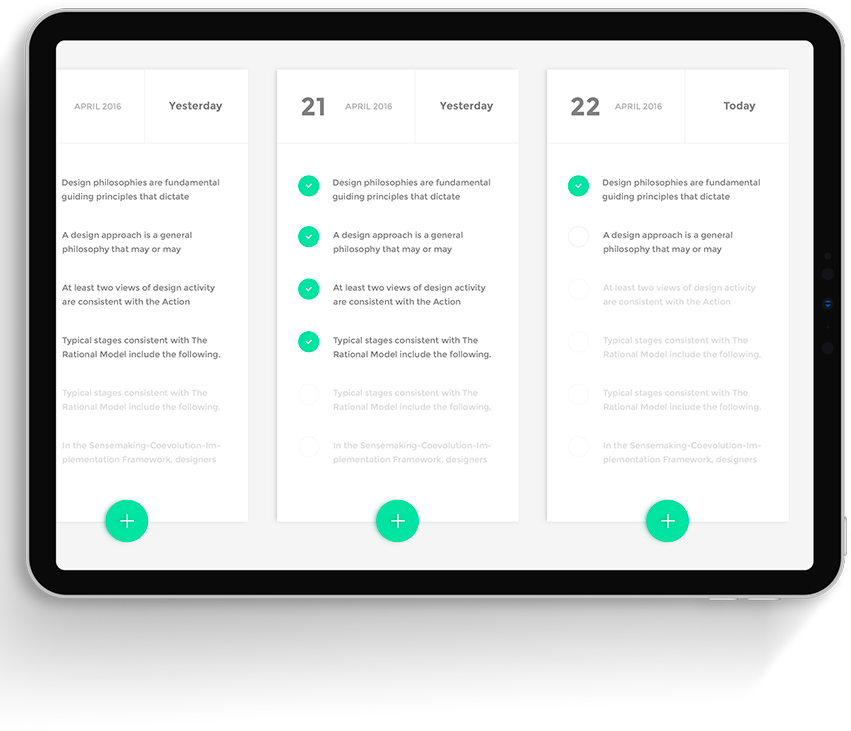 APRIL 2016 Yesterday
Design philosophies are fundamental
guiding principles that dictate
A design approach is a general
philosophy that may or may
At least two views of design activity
are consistent with the Action
Typical stages consistent with The
Rational Model include the following.
Typical stages consistent with The
Rational Model include the following.
In the Sensemaking-Coevolution-Im-
plementation Framework, designers
21 APRIL 2016 Yesterday
Design philosophies are fundamental
guiding principles that dictate
A design approach is a general
philosophy that may or may
At least two views of design activity
are consistent with the Action
Typical stages consistent with The
Rational Model include the following.
Typical stages consistent with The
Rational Model include the following.
In the Sensemaking-Coevolution-Im-
plementation Framework, designers
22 APRIL 2016 Today
Design philosophies are fundamental
guiding principles that dictate
A design approach is a general
philosophy that may or may
At least two views of design activity
are consistent with the Action
Typical stages consistent with The
Rational Model include the following.
Typical stages consistent with The
Rational Model include the following.
In the Sensemaking-Coevolution-Im-
plementation Framework, designers